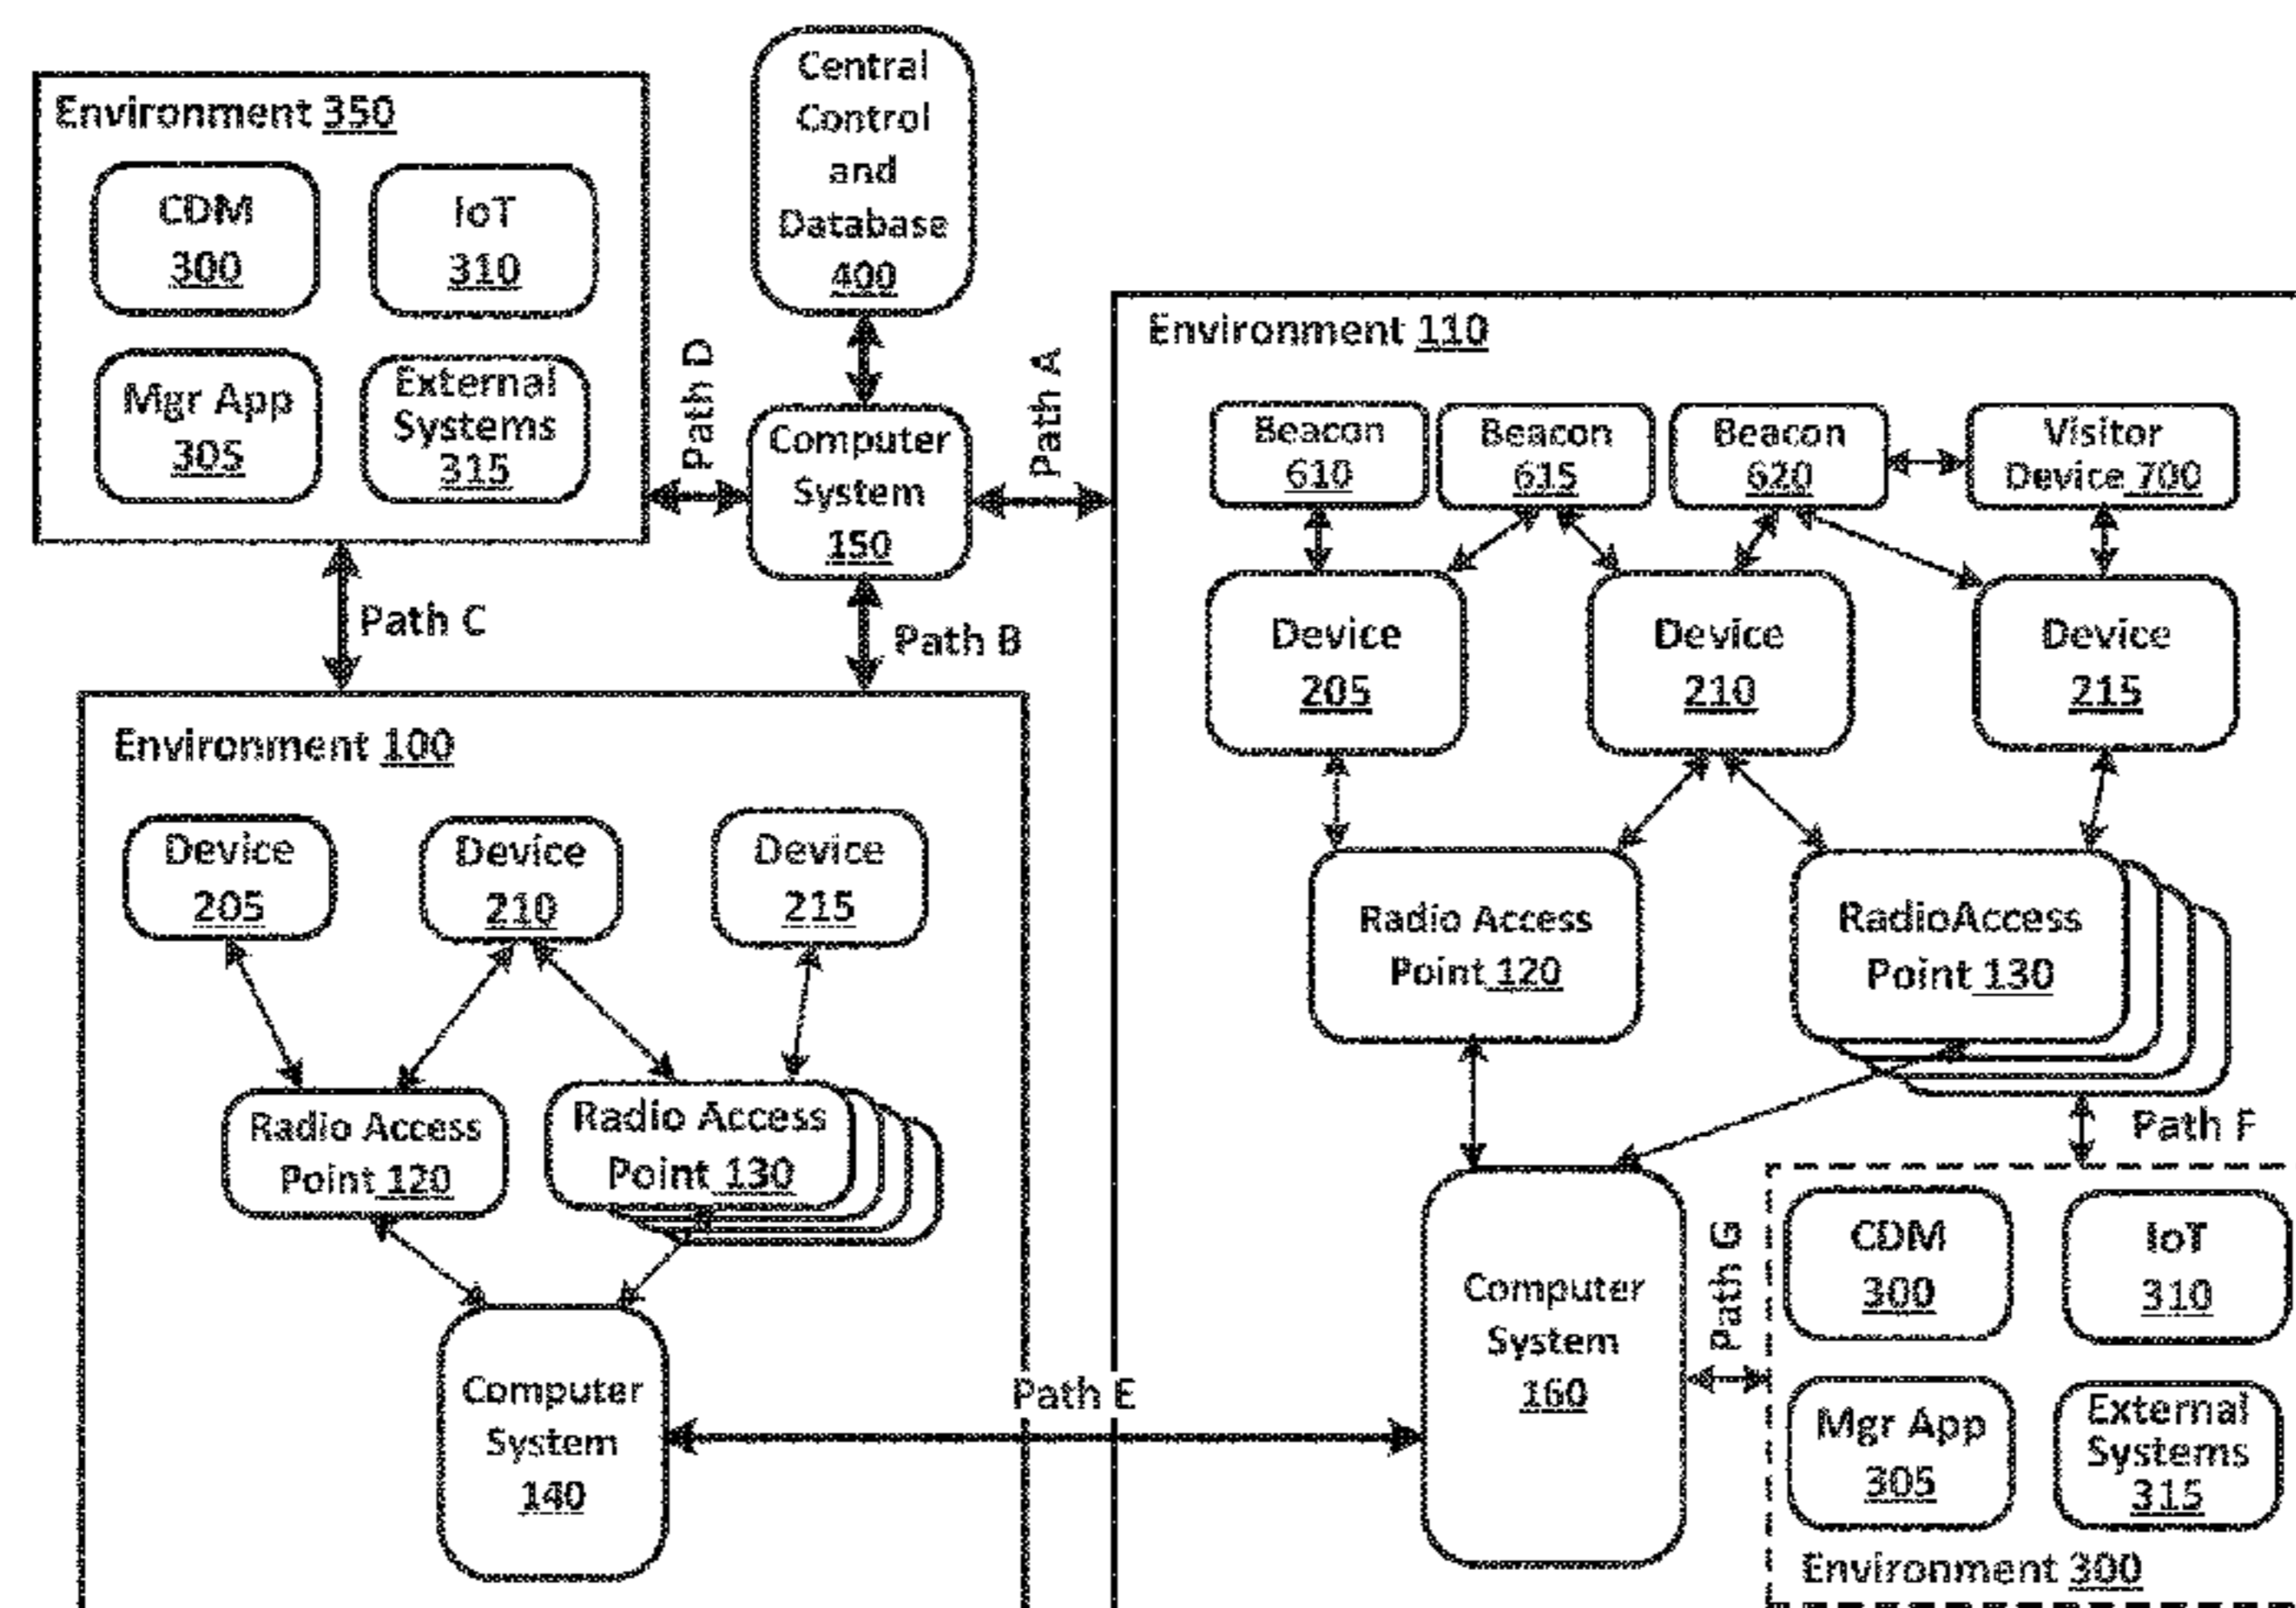 Environment 350
CDM
300
IoT
310
Mgr App
305
External
Systems
315
Central
Control
and
Database
400
Path D
Computer
System
150
Path A
Path C
Path B
Environment 100
Device
205
Device
210
Device
215
Radio Access
Point 120
Radio Access
Point 130
Computer
System
140
Path E
Environment 110
Beacon
610
Beacon
615
Beacon
620
Visitor
Device 700
Device
205
Device
210
Device
215
Radio Access
Point 120
RadioAccess
Point 130
Path F
Computer
System
160
Path G
CDM
300
IoT
310
Mgr App
305
External
Systems
315
Environment 300